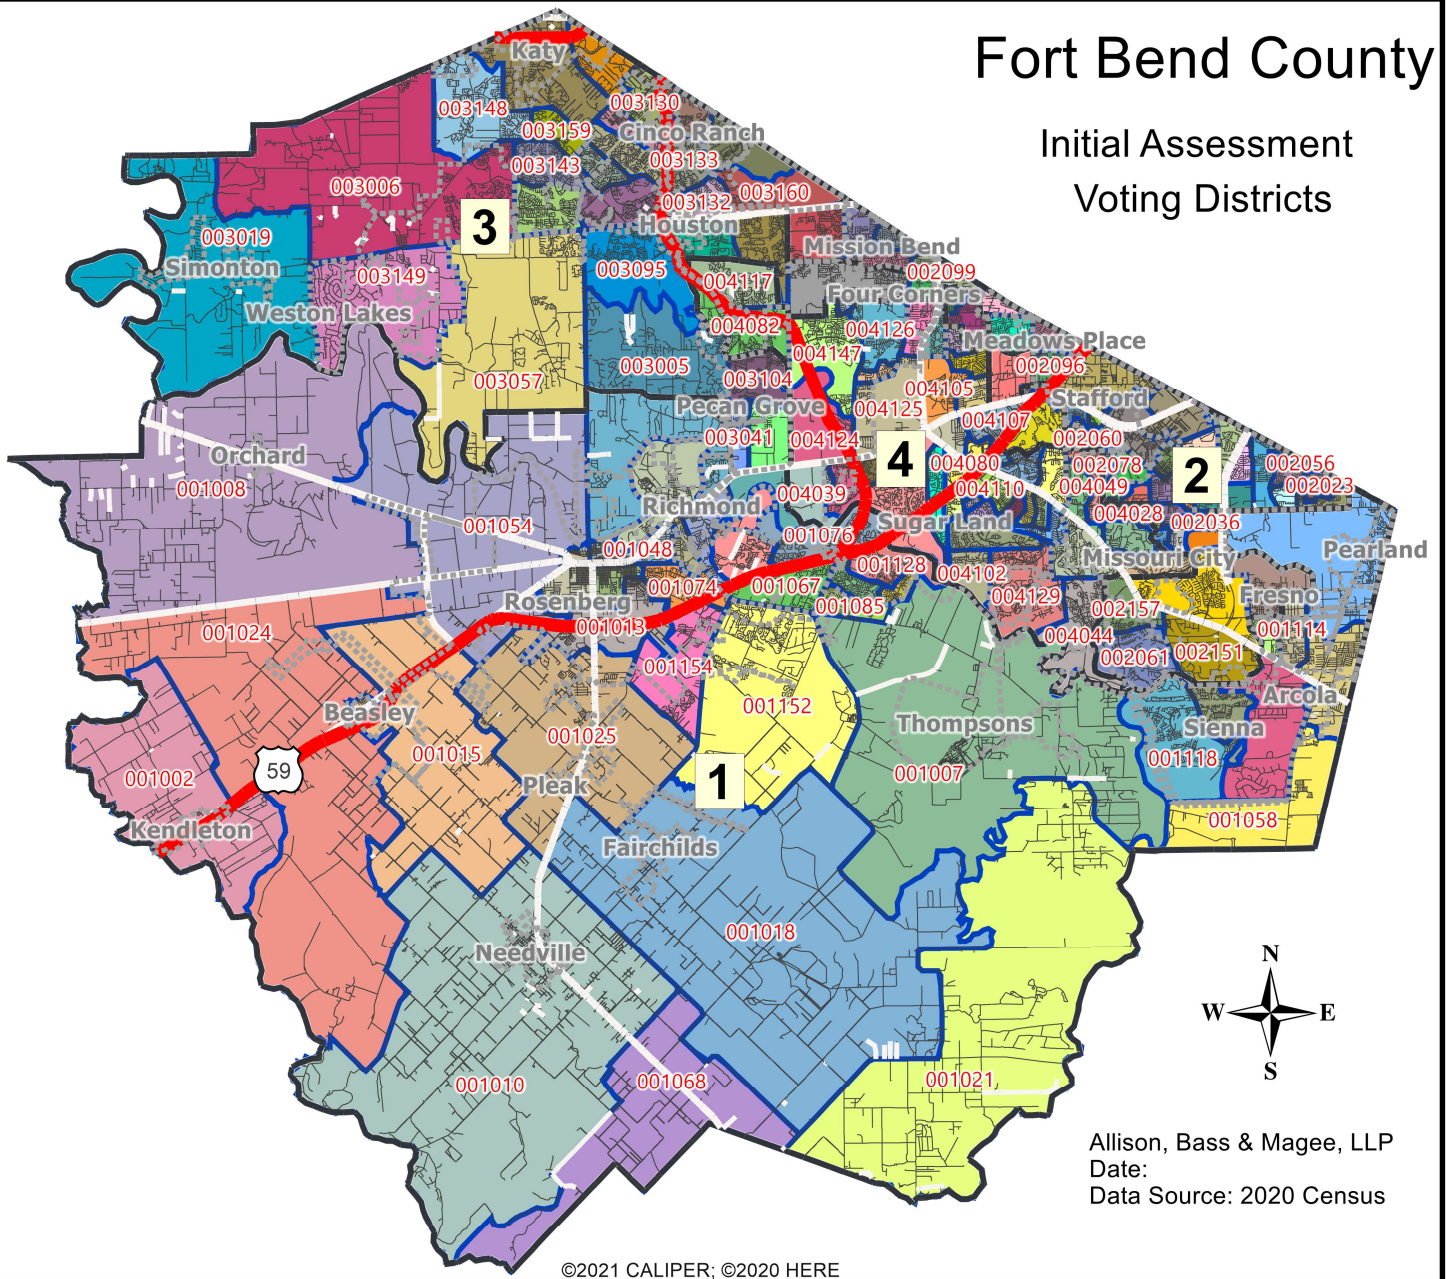 Fort Bend County
Initial Assessment
Voting Districts
Katy
003148
003130
003159
Cinco Ranch
003143
003133
003006
003132
003160
3
Houston
003019
Mission Bend
Simonton
003149
003095
004117
002099
Four Corners
Weston Lakes
004082
004126
Meadows Place
004147
003005
002096
003057
003104
004105
Stafford
Pecan Grove
004125
004107
003041
004124
002060
Orchard
4
004080
002078
2
002056
001008
004110
004049
002023
004039
Richmond
004028
001054
Sugar Land
002036
001076
001048
Missouri City
Pearland
001128
004102
001074
001067
004129
Fresno
Rosenberg
001085
002157
001013
001114
001024
004044
002061
002151
001154
Arcola
001152
Beasley
Thompsons
Sienna
001025
001015
001118
59
001007
001002
1
Pleak
001058
Kendleton
Fairchilds
001018
Needville
N
W
E
S
001010
001068
001021
Allison, Bass & Magee, LLP
Date:
Data Source: 2020 Census
©2021 CALIPER; ©2020 HERE